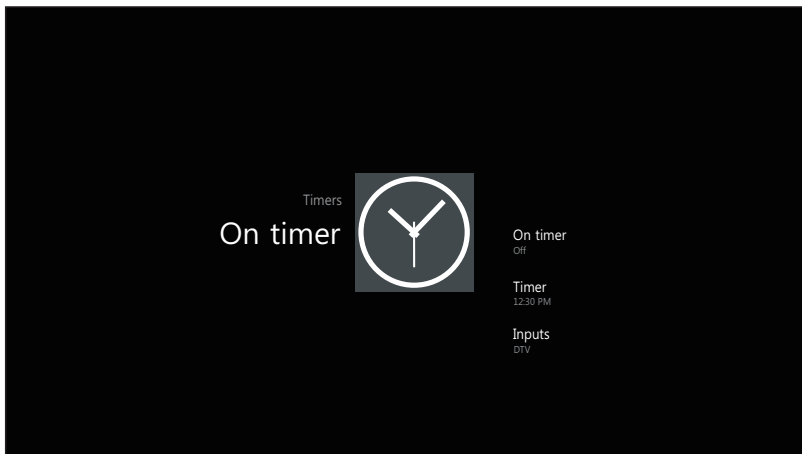 Timers
On timer
On timer
Off
Timer
12:30 PM
Inputs
DTV